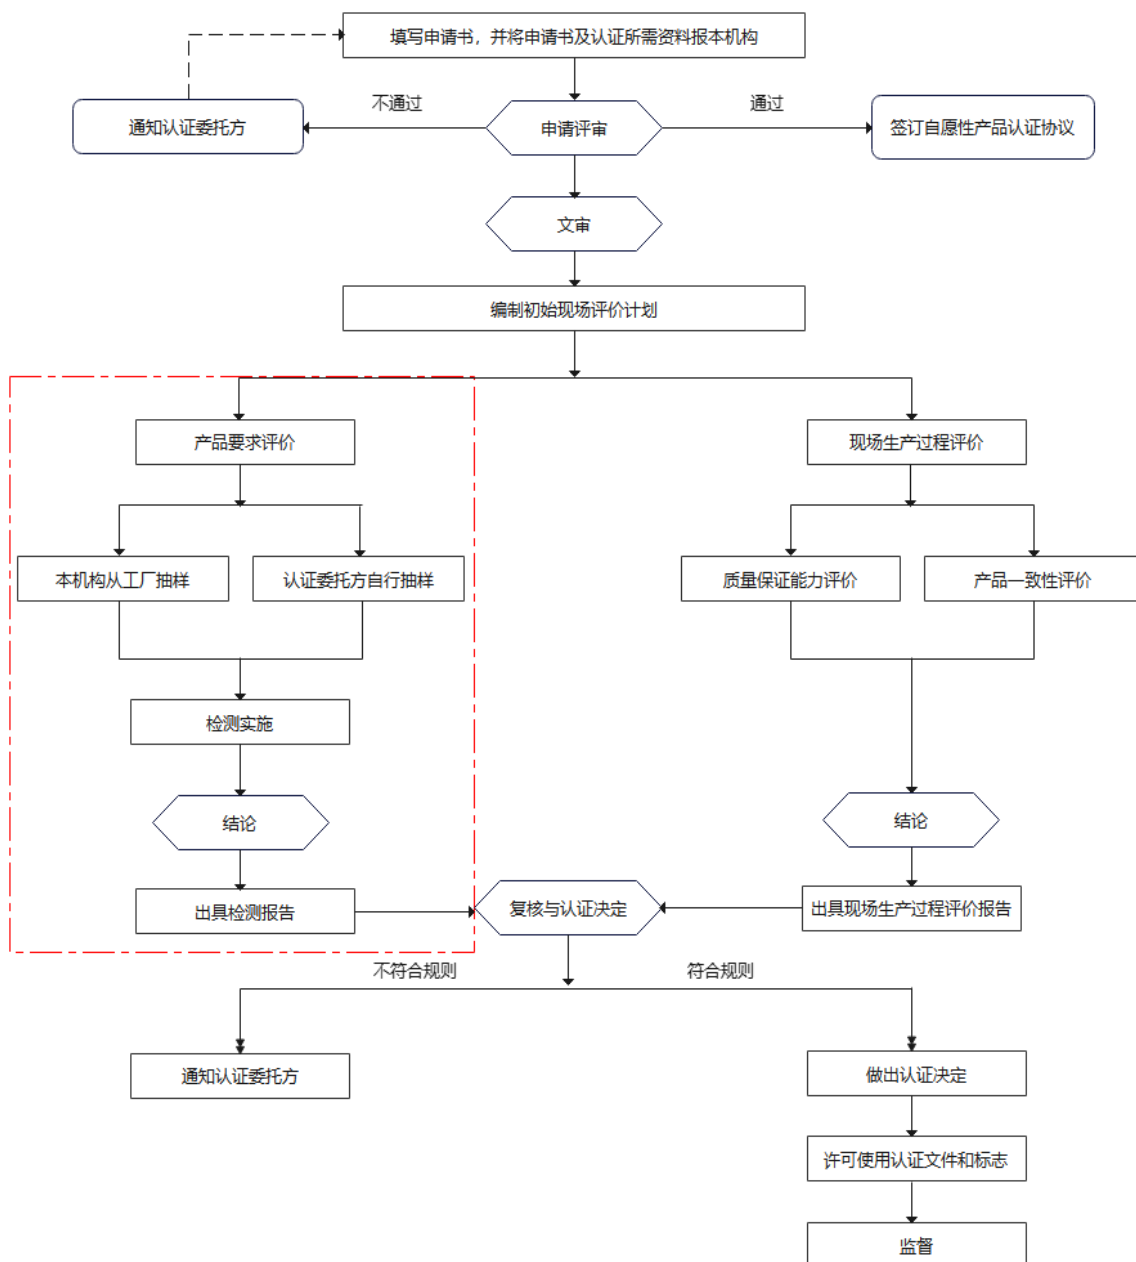 填写申请书，并将申请书及认证所需资料报本机构
不通过
通过
通知认证委托方
申请评审
签订自愿性产品认证协议
文审
编制初始现场评价计划
产品要求评价
现场生产过程评价
本机构从工厂抽样
认证委托方自行抽样
质量保证能力评价
产品一致性评价
检测实施
结论
结论
出具检测报告
复核与认证决定
出具现场生产过程评价报告
不符合规则
符合规则
通知认证委托方
做出认证决定
许可使用认证文件和标志
监督